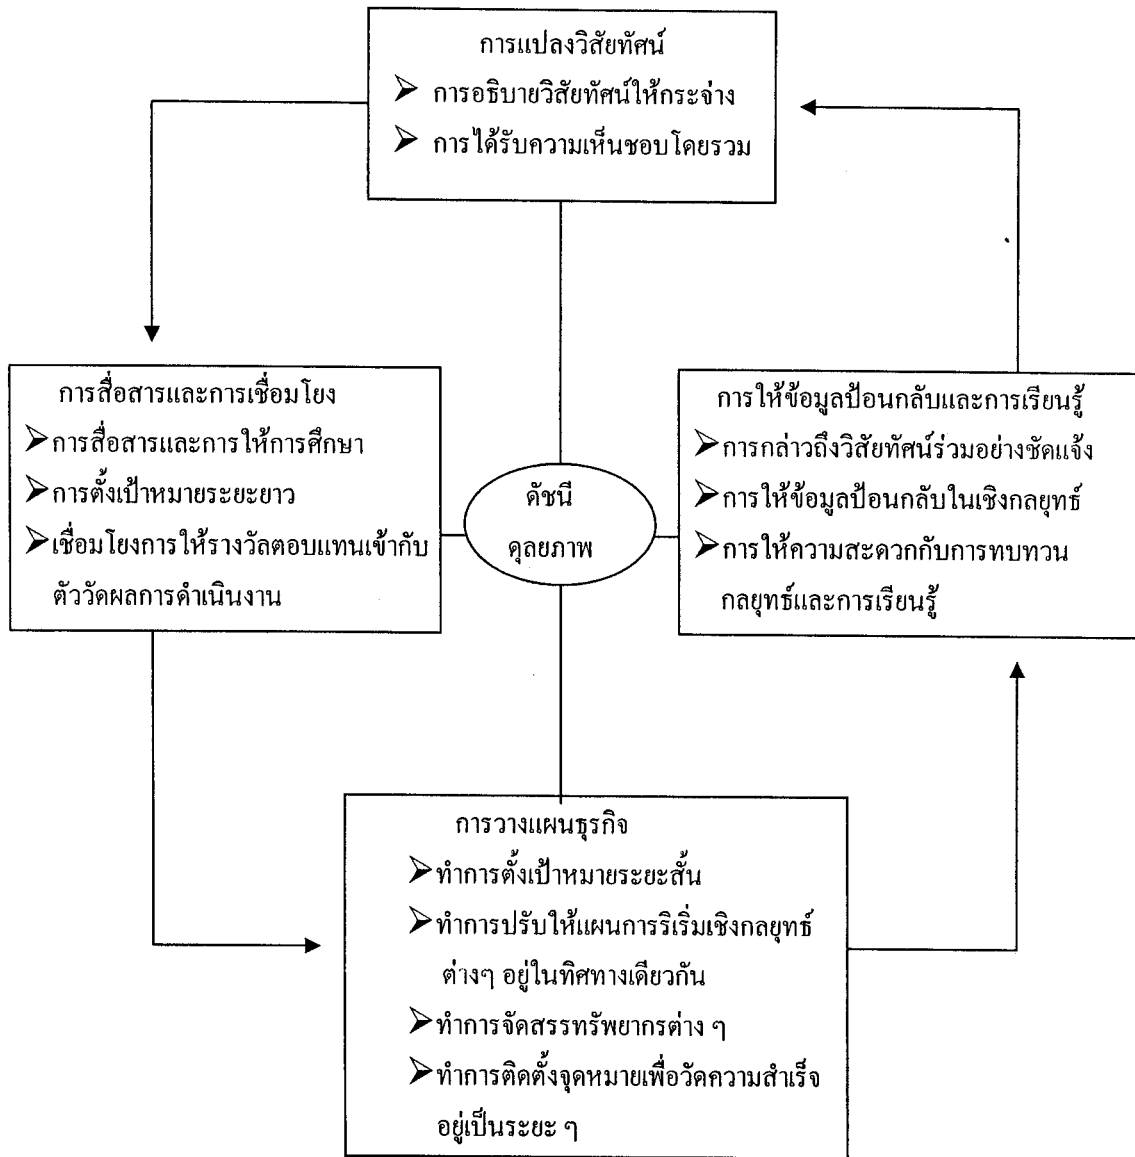 การแปลงวิสัยทัศน์
➢ การอธิบายวิสัยทัศน์ให้กระจ่าง
➢ การได้รับความเห็นชอบโดยรวม
การสื่อสารและการเชื่อมโยง
➢การสื่อสารและการให้การศึกษา
➢การตั้งเป้าหมายระยะยาว
➢เชื่อมโยงการให้รางวัลตอบแทนเข้ากับ
ตัววัดผลการดำเนินงาน
ดัชนี
ดุลยภาพ
การให้ข้อมูลป้อนกลับและการเรียนรู้
➢การกล่าวถึงวิสัยทัศน์ร่วมอย่างชัดแจ้ง
➢การให้ข้อมูลป้อนกลับในเชิงกลยุทธ์
➢การให้ความสะดวกกับการทบทวน
กลยุทธ์และการเรียนรู้
การวางแผนธุรกิจ
➢ทำการตั้งเป้าหมายระยะสั้น
➢ทำการปรับให้แผนการริเริ่มเชิงกลยุทธ์
ต่างๆ อยู่ในทิศทางเดียวกัน
➢ทำการจัดสรรทรัพยากรต่าง ๆ
➢ทำการติดตั้งจุดหมายเพื่อวัดความสำเร็จ
อยู่เป็นระยะ ๆ